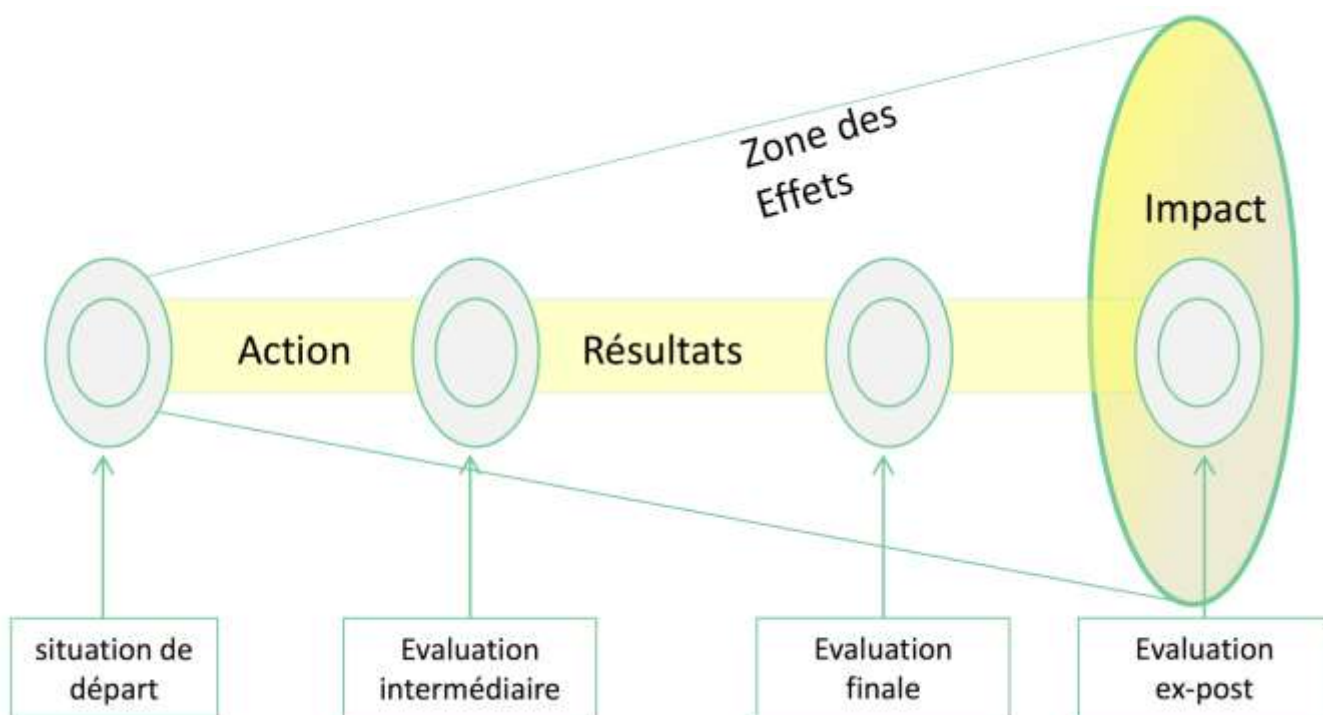 Zone des
Effets
Impact
Action
Résultats
situation de
départ
Evaluation
intermédiaire
Evaluation
finale
Evaluation
ex-post